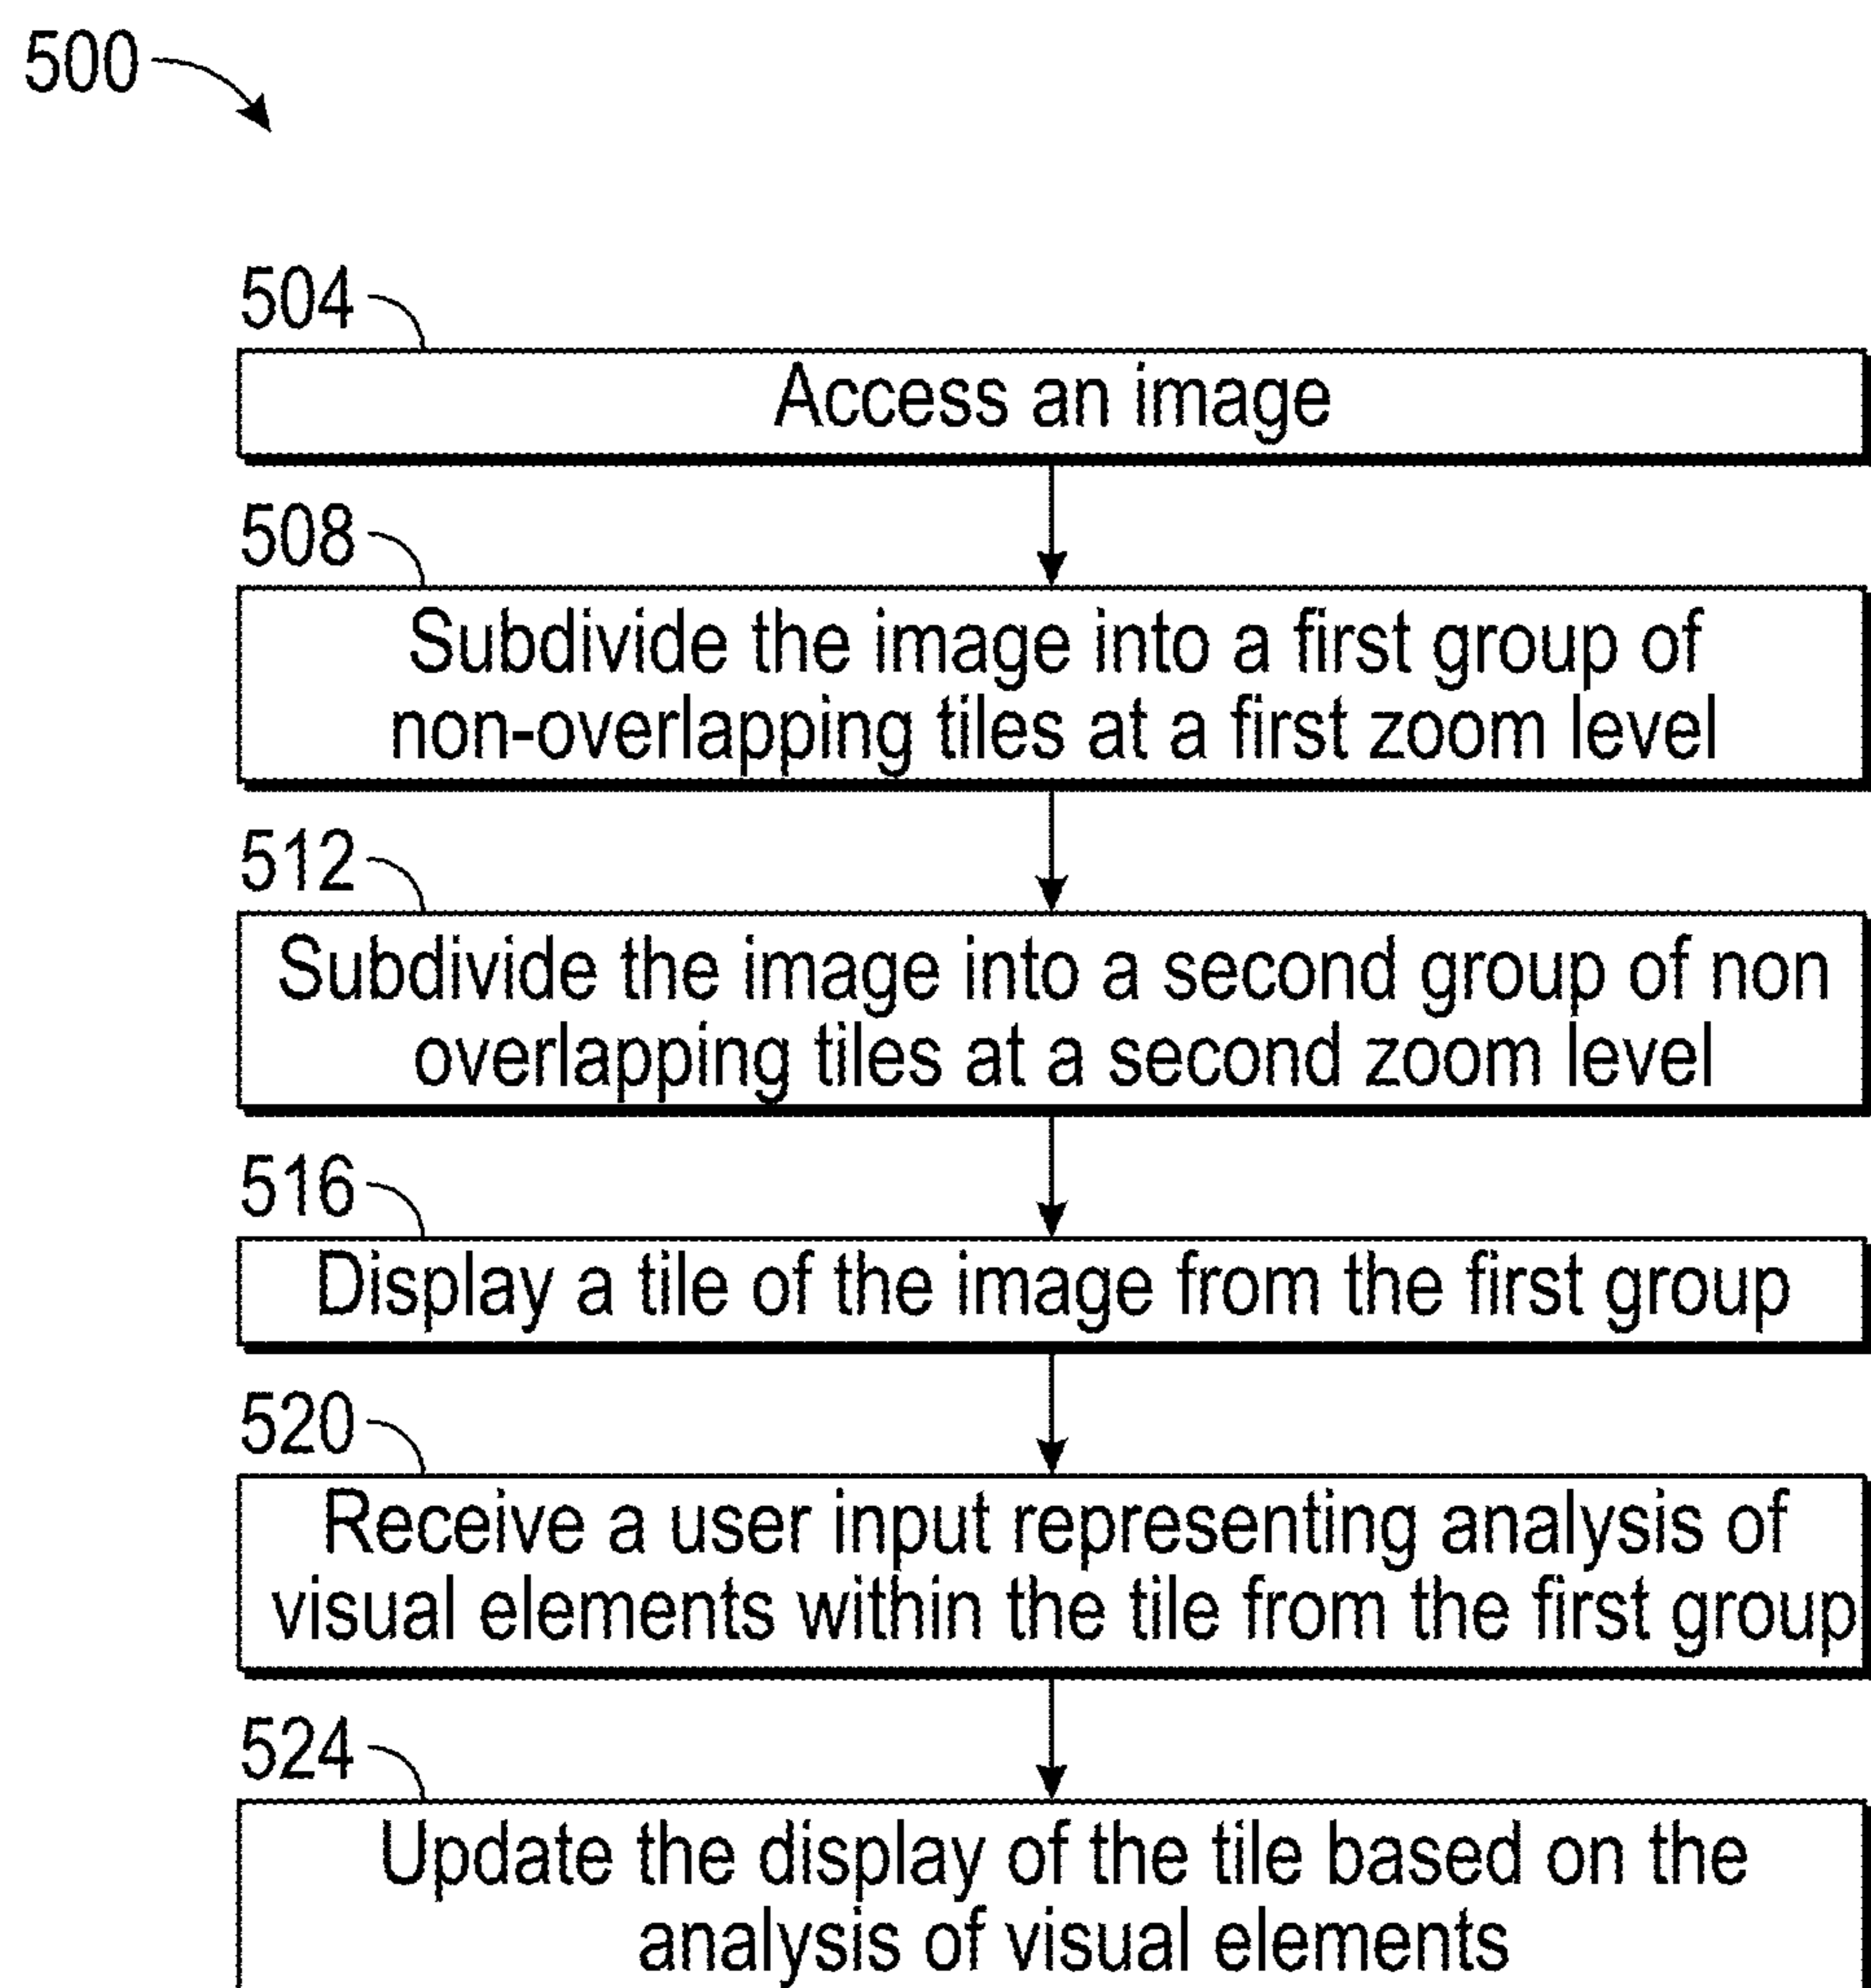 500
504
Access an image
508
Subdivide the image into a first group of
non-overlapping tiles at a first zoom level
512
Subdivide the image into a second group of non
overlapping tiles at a second zoom level
516
Display a tile of the image from the first group
520
Receive a user input representing analysis of
visual elements within the tile from the first group
524
Update the display of the tile based on the
analysis of visual elements